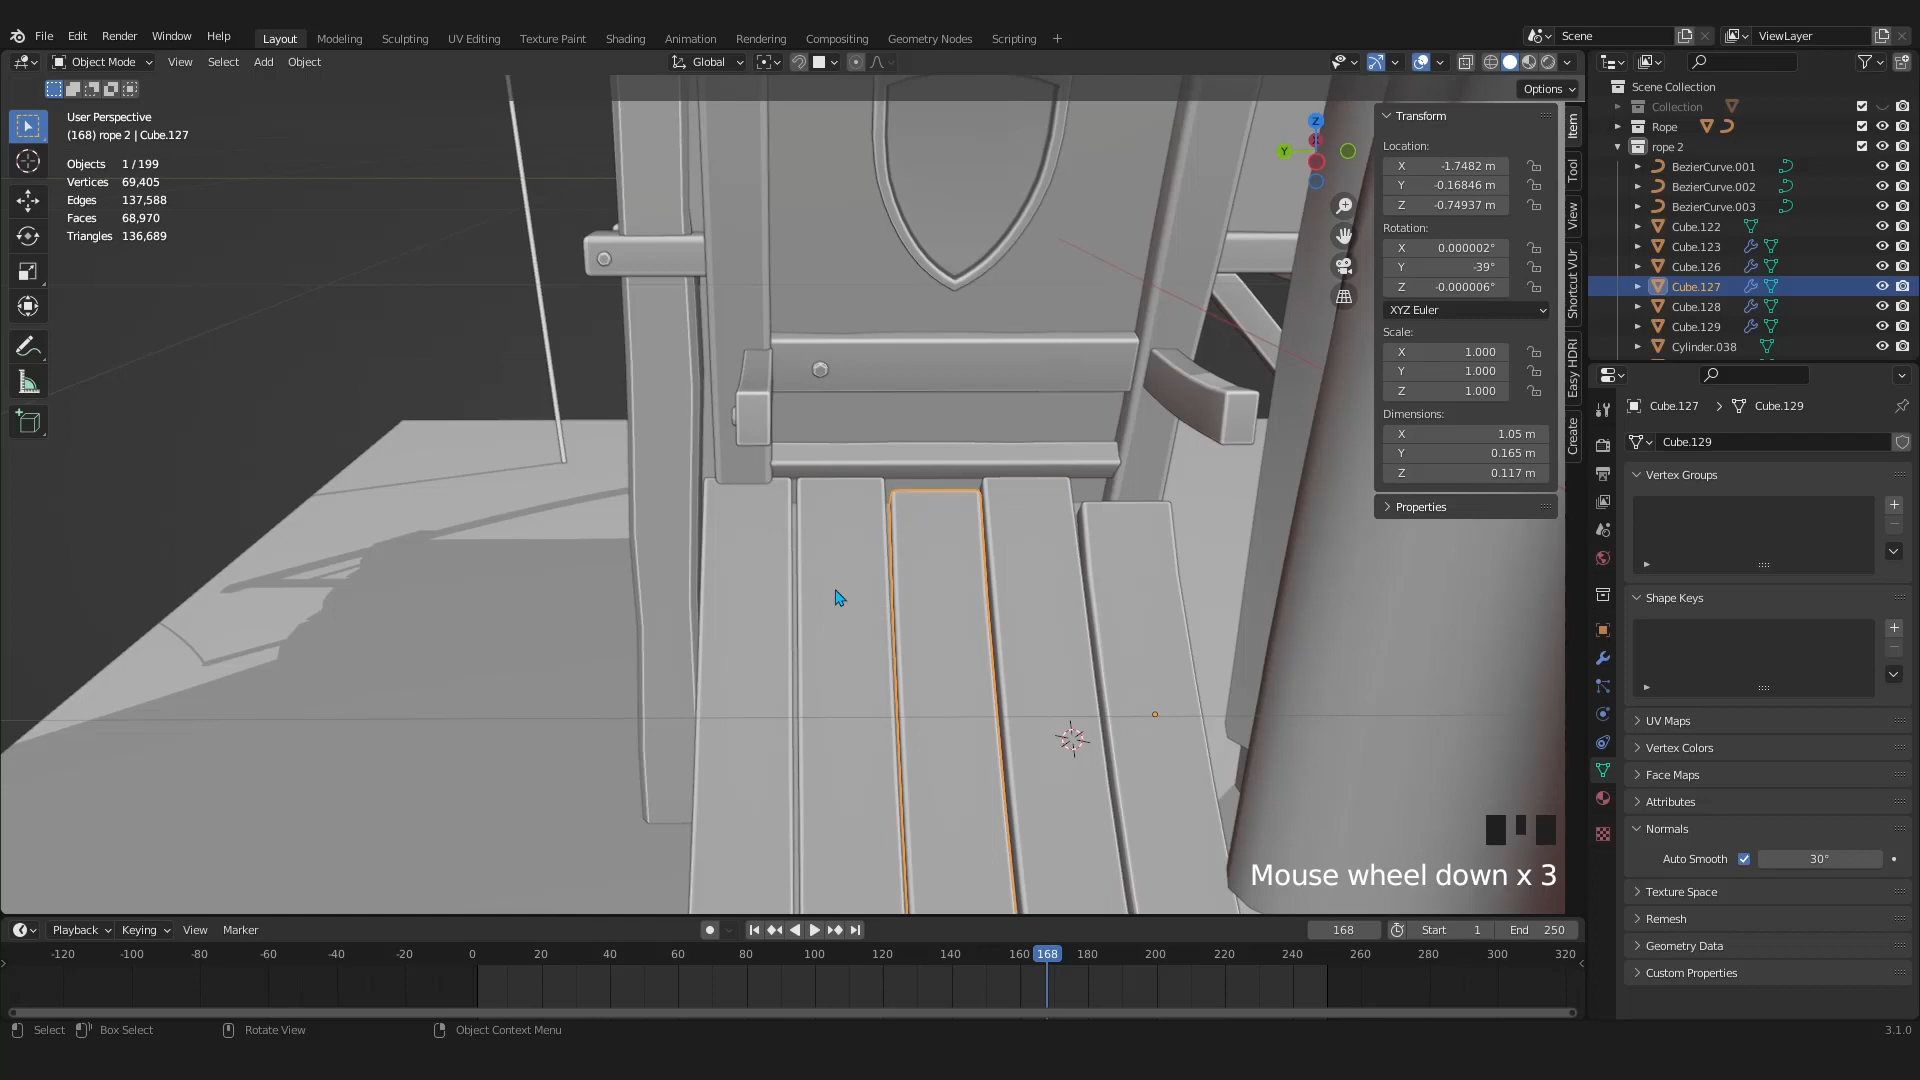 File Edit Render Window Help
Layout Modeling Sculpting UV Editing Texture Paint Shading Animation Rendering Compositing Geometry Nodes Scripting +
Scene
ViewLayer
Object Mode View Select Add Object
Global
Options
User Perspective
(168) rope 2 | Cube.127
Objects 1 / 199
Vertices 69,405
Edges 137,588
Faces 68,970
Triangles 136,689
Z
Y
Transform
Location:
X -1.7482 m
Y -0.16846 m
Z -0.74937 m
Rotation:
X 0.000002°
Y -39°
Z -0.000006°
XYZ Euler
Scale:
X 1.000
Y 1.000
Z 1.000
Dimensions:
X 1.05 m
Y 0.165 m
Z 0.117 m
Properties
Item
Tool
View
Shortcut VUr
Easy HDRI
Create
Scene Collection
Collection
Rope
rope 2
BezierCurve.001
BezierCurve.002
BezierCurve.003
Cube.122
Cube.123
Cube.126
Cube.127
Cube.128
Cube.129
Cylinder.038
Cube.127 > Cube.129
Cube.129
Vertex Groups
Shape Keys
UV Maps
Vertex Colors
Face Maps
Attributes
Normals
Auto Smooth 30°
Texture Space
Remesh
Geometry Data
Custom Properties
Mouse wheel down x 3
Playback Keying View Marker
168 Start 1 End 250
-120 -100 -80 -60 -40 -20 0 20 40 60 80 100 120 140 160 168 180 200 220 240 260 280 300 320
Select Box Select Rotate View Object Context Menu
3.1.0